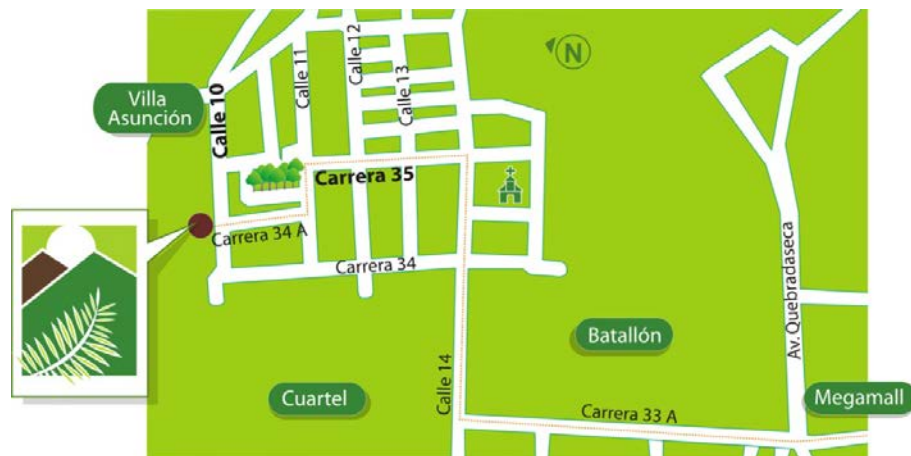 Calle 12
Calle 11
Calle 13
N
Villa
Asunción
Calle 10
Carrera 35
Carrera 34 A
Carrera 34
Av. Quebradaseca
Batallón
Calle 14
Cuartel
Carrera 33 A
Megamall